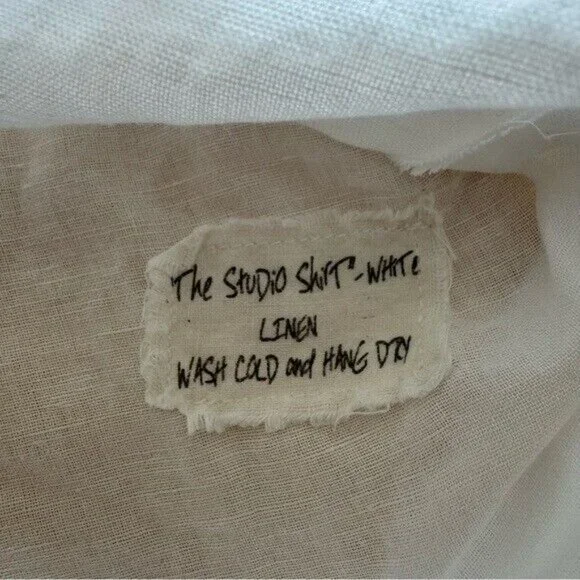 "The Studio Shirt"-White
LINEN
WASH COLD and HANG DRY